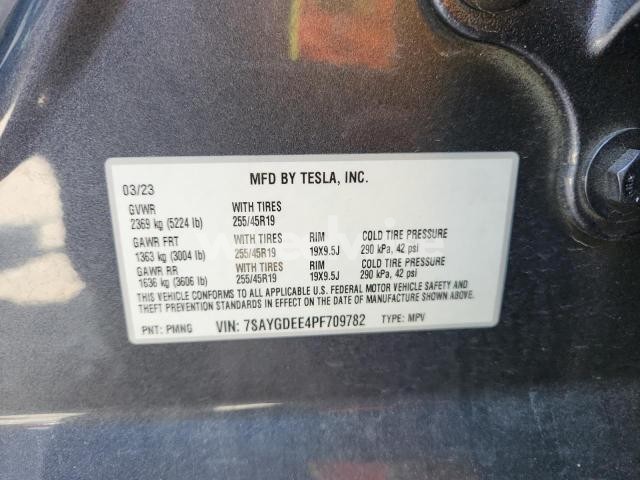 MFD BY TESLA, INC.
03/23
GVWR WITH TIRES
2369 kg (5224 lb) 255/45R19
GAWR FRT WITH TIRES RIM COLD TIRE PRESSURE
1363 kg (3004 lb) 255/45R19 19X9.5J 290 kPa, 42 psi
GAWR RR WITH TIRES RIM COLD TIRE PRESSURE
1636 kg (3606 lb) 255/45R19 19X9.5J 290 kPa, 42 psi
THIS VEHICLE CONFORMS TO ALL APPLICABLE U.S. FEDERAL MOTOR VEHICLE SAFETY
AND THEFT PREVENTION STANDARDS IN EFFECT ON THE DATE OF MANUFACTURE SHOWN ABOVE.
PNT: PMNG VIN: 7SAYGDEE4PF709782 TYPE: MPV